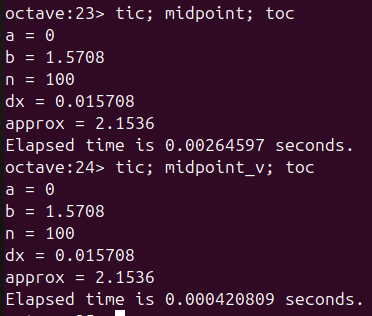 octave:23> tic; midpoint; toc
a = 0
b = 1.5708
n = 100
dx = 0.015708
approx = 2.1536
Elapsed time is 0.00264597 seconds.
octave:24> tic; midpoint_v; toc
a = 0
b = 1.5708
n = 100
dx = 0.015708
approx = 2.1536
Elapsed time is 0.000420809 seconds.